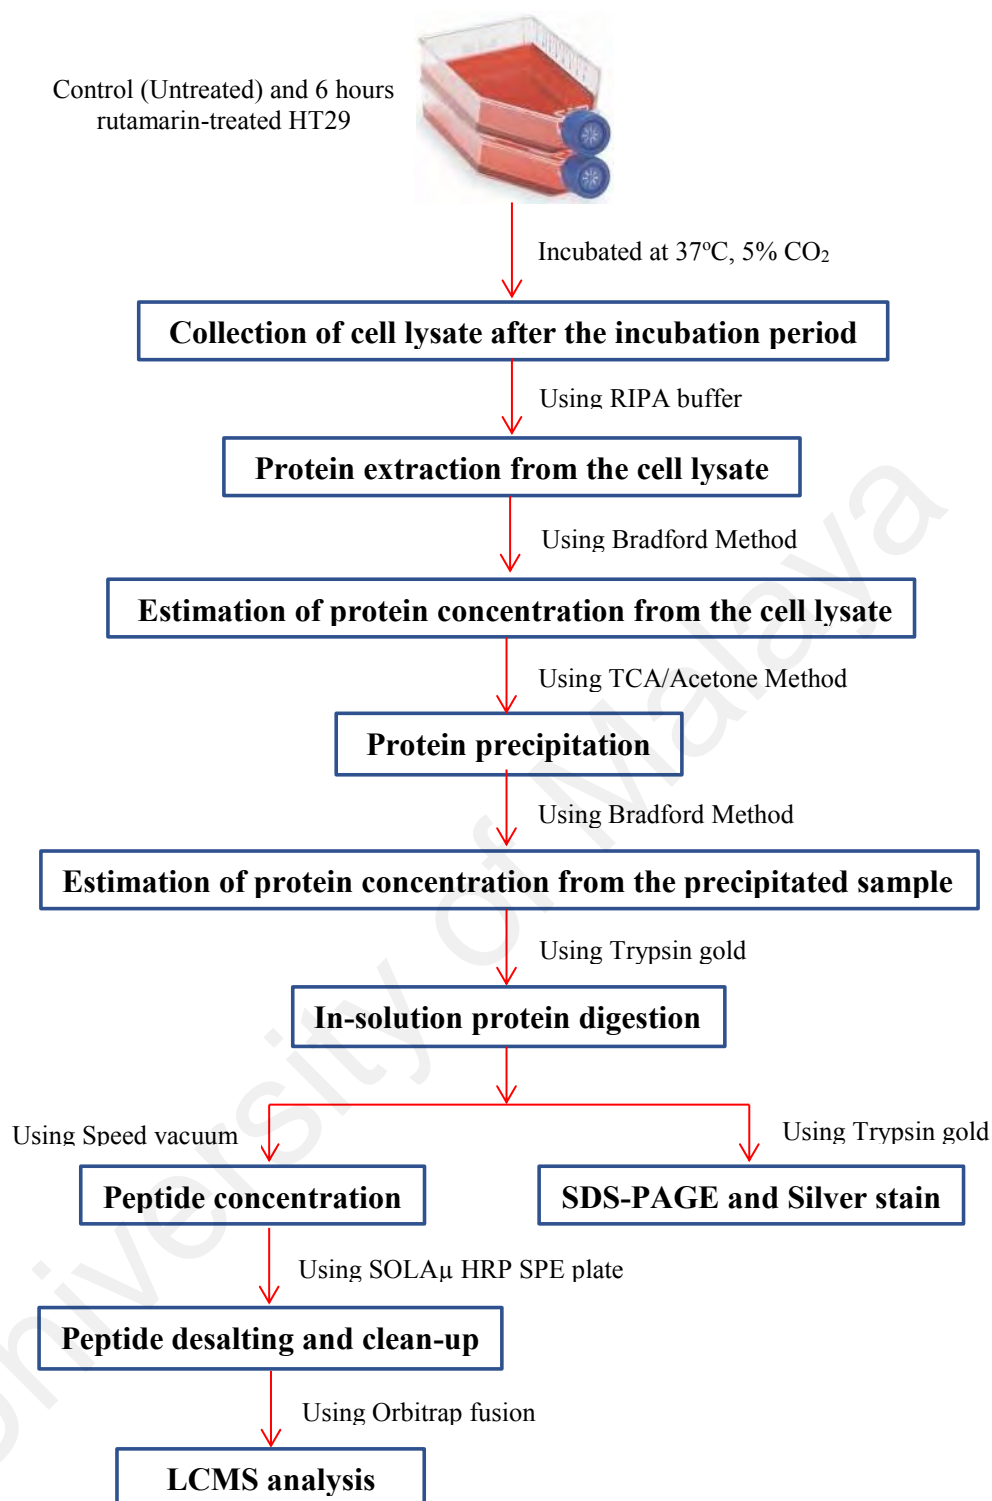 Control (Untreated) and 6 hours
rutamarin-treated HT29
Incubated at 37ºC, 5% CO₂
Collection of cell lysate after the incubation period
Using RIPA buffer
Protein extraction from the cell lysate
Using Bradford Method
Estimation of protein concentration from the cell lysate
Using TCA/Acetone Method
Protein precipitation
Using Bradford Method
Estimation of protein concentration from the precipitated sample
Using Trypsin gold
In-solution protein digestion
Using Speed vacuum
Using Trypsin gold
Peptide concentration
SDS-PAGE and Silver stain
Using SOLAµ HRP SPE plate
Peptide desalting and clean-up
Using Orbitrap fusion
LCMS analysis
University of Malaya